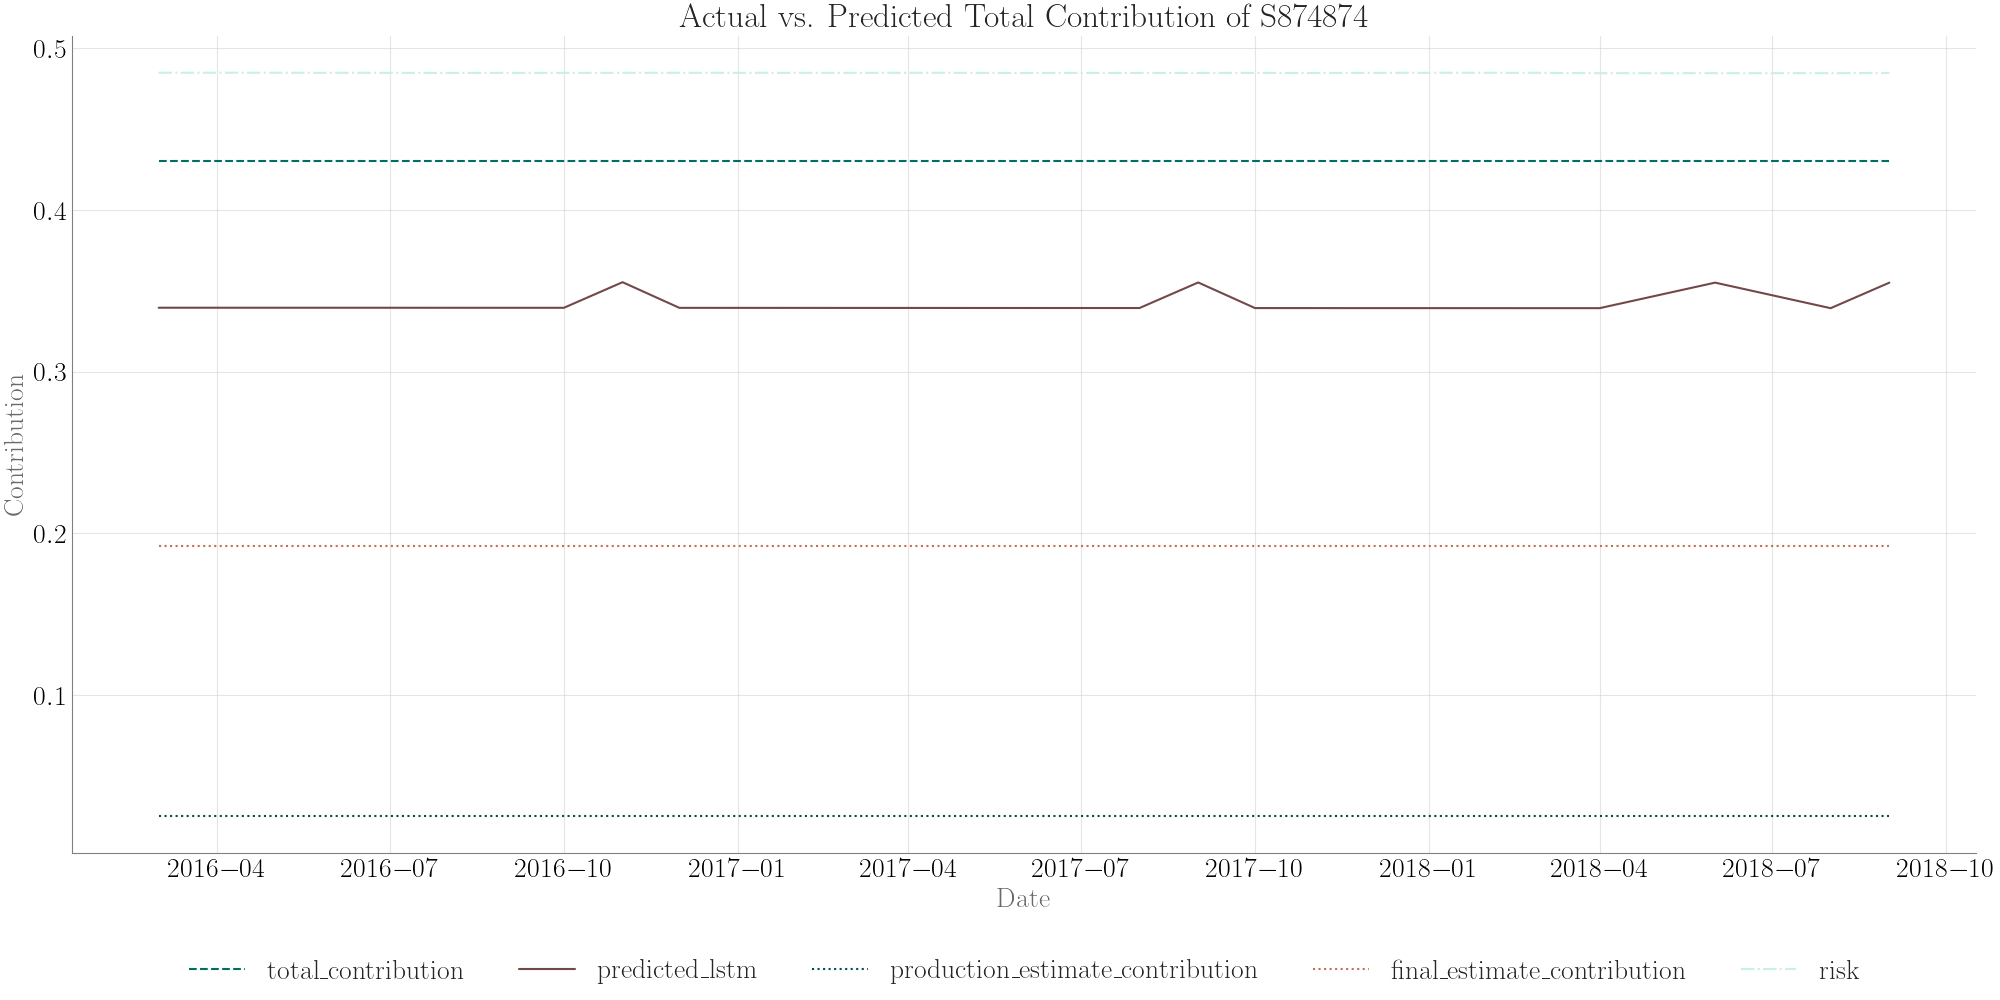 Actual vs. Predicted Total Contribution of S874874
0.5
0.4
0.3
0.2
0.1
Contribution
2016−04 2016−07 2016−10 2017−01 2017−04 2017−07 2017−10 2018−01 2018−04 2018−07 2018−10
Date
total_contribution predicted_lstm production_estimate_contribution final_estimate_contribution risk